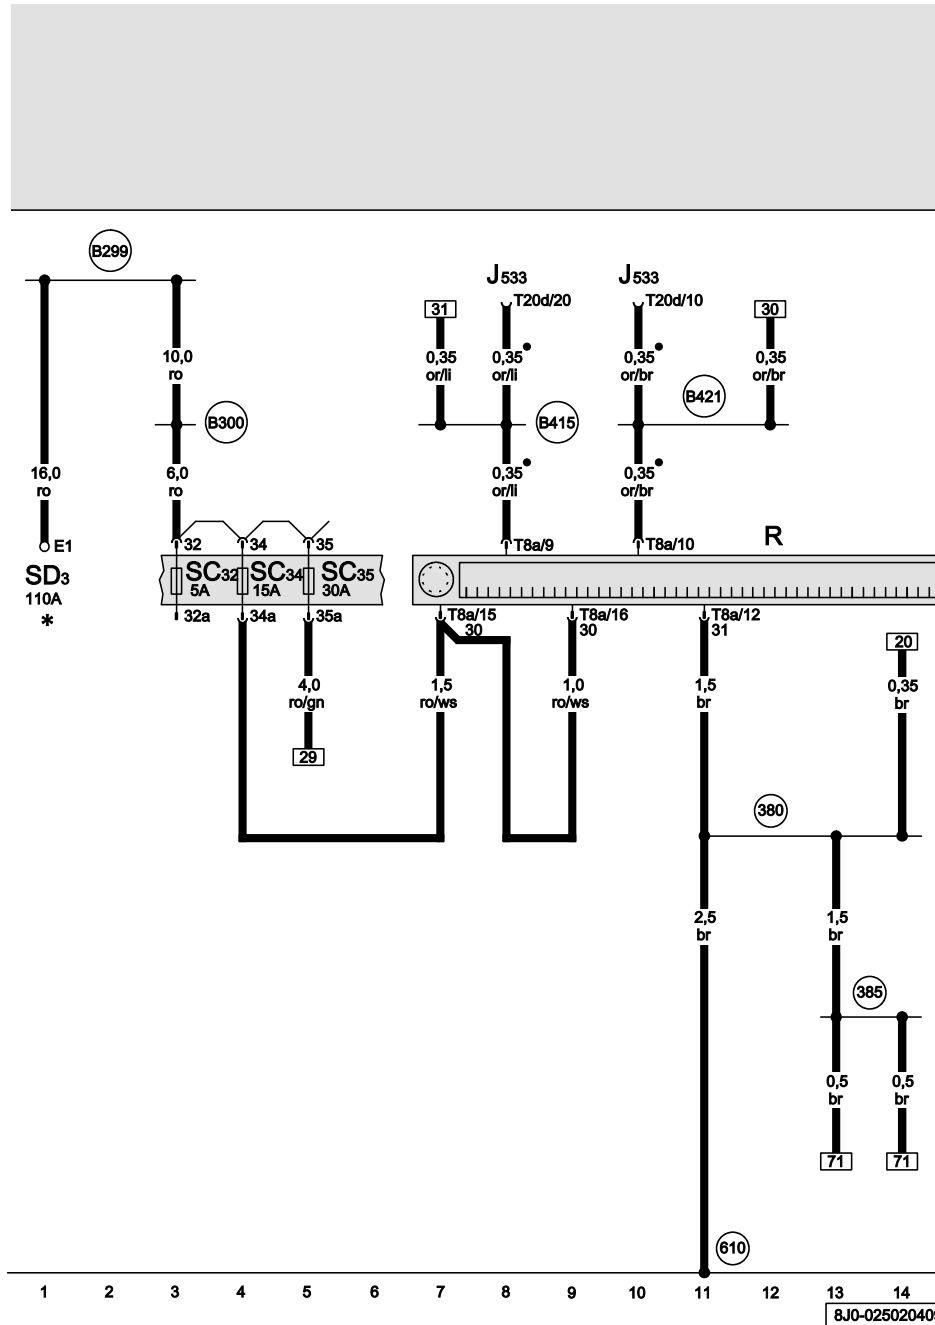 B299
J533 J533
T20d/20 T20d/10
31 30
10,0 0,35 0,35 0,35 0,35
ro or/li or/li or/br or/br
B421
B300 B415
16,0 6,0 0,35 0,35
ro ro or/li or/br
E1 32 34 35 T8a/9 T8a/10 R
SD3 SC32 SC34 SC35
110A 5A 15A 30A
* 32a 34a 35a T8a/15 T8a/16 T8a/12
30 30 31
20
4,0 1,5 1,0 1,5 0,35
ro/gn ro/ws ro/ws br br
29
380
2,5 1,5
br br
385
0,5 0,5
br br
71 71
610
1 2 3 4 5 6 7 8 9 10 11 12 13 14